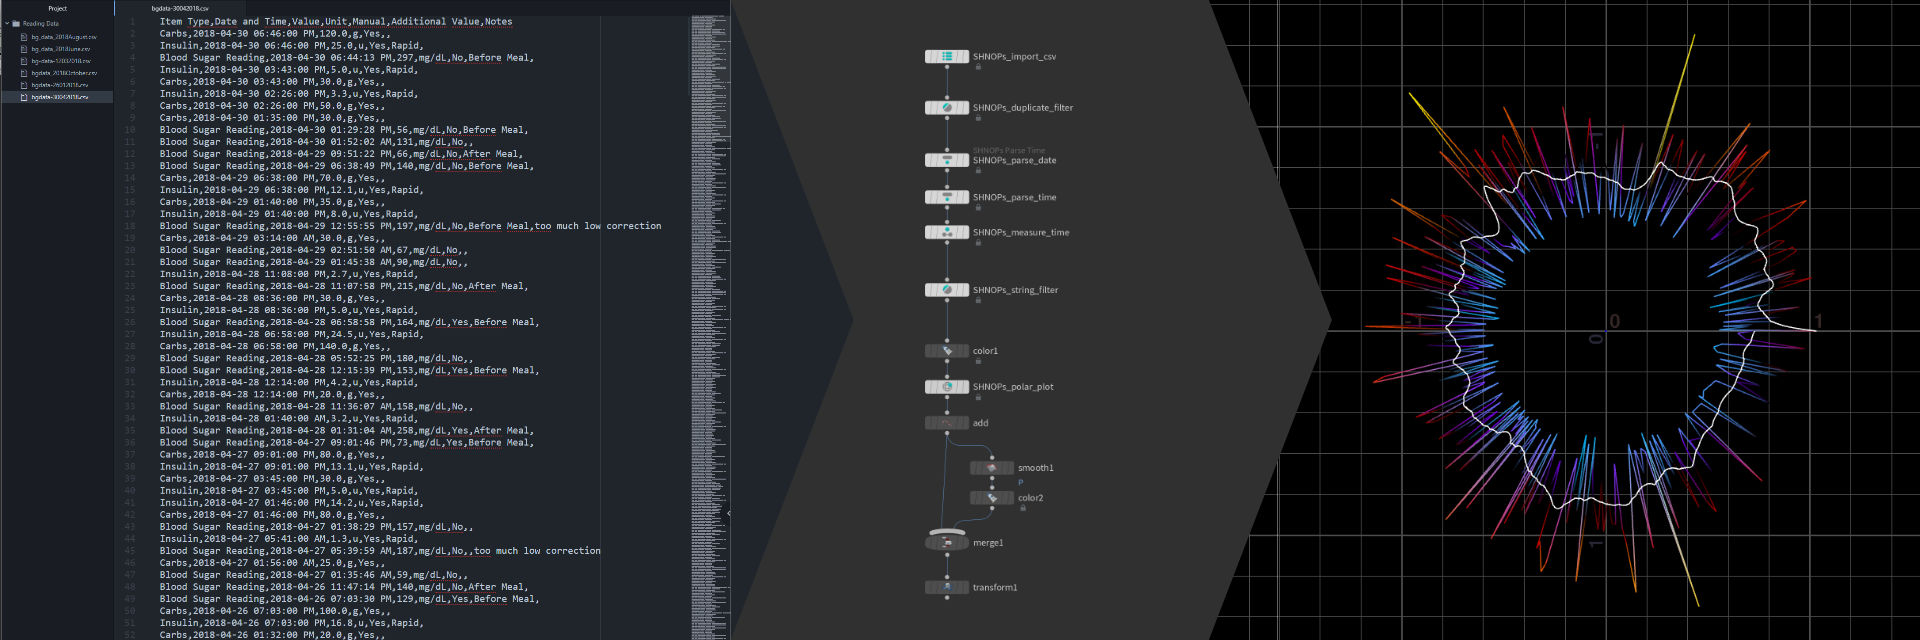 Project
Reading Data
bg_data_2018August.csv
bg_data_2018June.csv
bg-data-12032018.csv
bgdata_2018October.csv
bgdata-26012018.csv
bgdata-30042018.csv
bgdata-30042018.csv
1 Item Type,Date and Time,Value,Unit,Manual,Additional Value,Notes
2 Carbs,2018-04-30 06:46:00 PM,120.0,g,Yes,,
3 Insulin,2018-04-30 06:46:00 PM,25.0,u,Yes,Rapid,
4 Blood Sugar Reading,2018-04-30 06:44:13 PM,297,mg/dL,No,Before Meal,
5 Insulin,2018-04-30 03:43:00 PM,5.0,u,Yes,Rapid,
6 Carbs,2018-04-30 03:43:00 PM,30.0,g,Yes,,
7 Insulin,2018-04-30 02:26:00 PM,3.3,u,Yes,Rapid,
8 Carbs,2018-04-30 02:26:00 PM,50.0,g,Yes,,
9 Carbs,2018-04-30 01:35:00 PM,30.0,g,Yes,,
10 Blood Sugar Reading,2018-04-30 01:29:28 PM,56,mg/dL,No,Before Meal,
11 Blood Sugar Reading,2018-04-30 01:52:02 AM,131,mg/dL,No,,
12 Blood Sugar Reading,2018-04-29 09:51:22 PM,66,mg/dL,No,After Meal,
13 Blood Sugar Reading,2018-04-29 06:38:49 PM,140,mg/dL,No,Before Meal,
14 Carbs,2018-04-29 06:38:00 PM,70.0,g,Yes,,
15 Insulin,2018-04-29 06:38:00 PM,12.1,u,Yes,Rapid,
16 Carbs,2018-04-29 01:40:00 PM,35.0,g,Yes,,
17 Insulin,2018-04-29 01:40:00 PM,8.0,u,Yes,Rapid,
18 Blood Sugar Reading,2018-04-29 12:55:55 PM,197,mg/dL,No,Before Meal,too much low correction
19 Carbs,2018-04-29 03:14:00 AM,30.0,g,Yes,,
20 Blood Sugar Reading,2018-04-29 02:51:50 AM,67,mg/dL,No,,
21 Blood Sugar Reading,2018-04-29 01:45:38 AM,90,mg/dL,No,,
22 Insulin,2018-04-28 11:08:00 PM,2.7,u,Yes,Rapid,
23 Blood Sugar Reading,2018-04-28 11:07:58 PM,215,mg/dL,No,After Meal,
24 Carbs,2018-04-28 08:36:00 PM,30.0,g,Yes,,
25 Insulin,2018-04-28 08:36:00 PM,5.0,u,Yes,Rapid,
26 Blood Sugar Reading,2018-04-28 06:58:58 PM,164,mg/dL,Yes,Before Meal,
27 Insulin,2018-04-28 06:58:00 PM,24.5,u,Yes,Rapid,
28 Carbs,2018-04-28 06:58:00 PM,140.0,g,Yes,,
29 Blood Sugar Reading,2018-04-28 05:52:25 PM,180,mg/dL,No,,
30 Blood Sugar Reading,2018-04-28 12:15:39 PM,153,mg/dL,Yes,Before Meal,
31 Insulin,2018-04-28 12:14:00 PM,4.2,u,Yes,Rapid,
32 Carbs,2018-04-28 12:14:00 PM,20.0,g,Yes,,
33 Blood Sugar Reading,2018-04-28 11:36:07 AM,158,mg/dL,No,,
34 Insulin,2018-04-28 01:40:00 AM,3.2,u,Yes,Rapid,
35 Blood Sugar Reading,2018-04-28 01:31:04 AM,258,mg/dL,Yes,After Meal,
36 Blood Sugar Reading,2018-04-27 09:01:46 PM,73,mg/dL,Yes,Before Meal,
37 Carbs,2018-04-27 09:01:00 PM,80.0,g,Yes,,
38 Insulin,2018-04-27 09:01:00 PM,13.1,u,Yes,Rapid,
39 Carbs,2018-04-27 03:45:00 PM,30.0,g,Yes,,
40 Insulin,2018-04-27 03:45:00 PM,5.0,u,Yes,Rapid,
41 Insulin,2018-04-27 01:46:00 PM,14.2,u,Yes,Rapid,
42 Carbs,2018-04-27 01:46:00 PM,80.0,g,Yes,,
43 Blood Sugar Reading,2018-04-27 01:38:29 PM,157,mg/dL,No,,
44 Insulin,2018-04-27 05:41:00 AM,1.3,u,Yes,Rapid,
45 Blood Sugar Reading,2018-04-27 05:39:59 AM,187,mg/dL,No,,too much low correction
46 Carbs,2018-04-27 01:56:00 AM,25.0,g,Yes,,
47 Blood Sugar Reading,2018-04-27 01:35:46 AM,59,mg/dL,No,,
48 Blood Sugar Reading,2018-04-26 11:47:14 PM,140,mg/dL,No,After Meal,
49 Blood Sugar Reading,2018-04-26 07:03:30 PM,129,mg/dL,Yes,Before Meal,
50 Carbs,2018-04-26 07:03:00 PM,100.0,g,Yes,,
51 Insulin,2018-04-26 07:03:00 PM,16.8,u,Yes,Rapid,
52 Carbs,2018-04-26 01:32:00 PM,20.0,g,Yes,,
SHNOPs_import_csv
SHNOPs_duplicate_filter
SHNOPs Parse Time
SHNOPs_parse_date
SHNOPs_parse_time
SHNOPs_measure_time
SHNOPs_string_filter
color1
SHNOPs_polar_plot
add
smooth1
P
color2
merge1
transform1
1
-1
0
1
0
-1